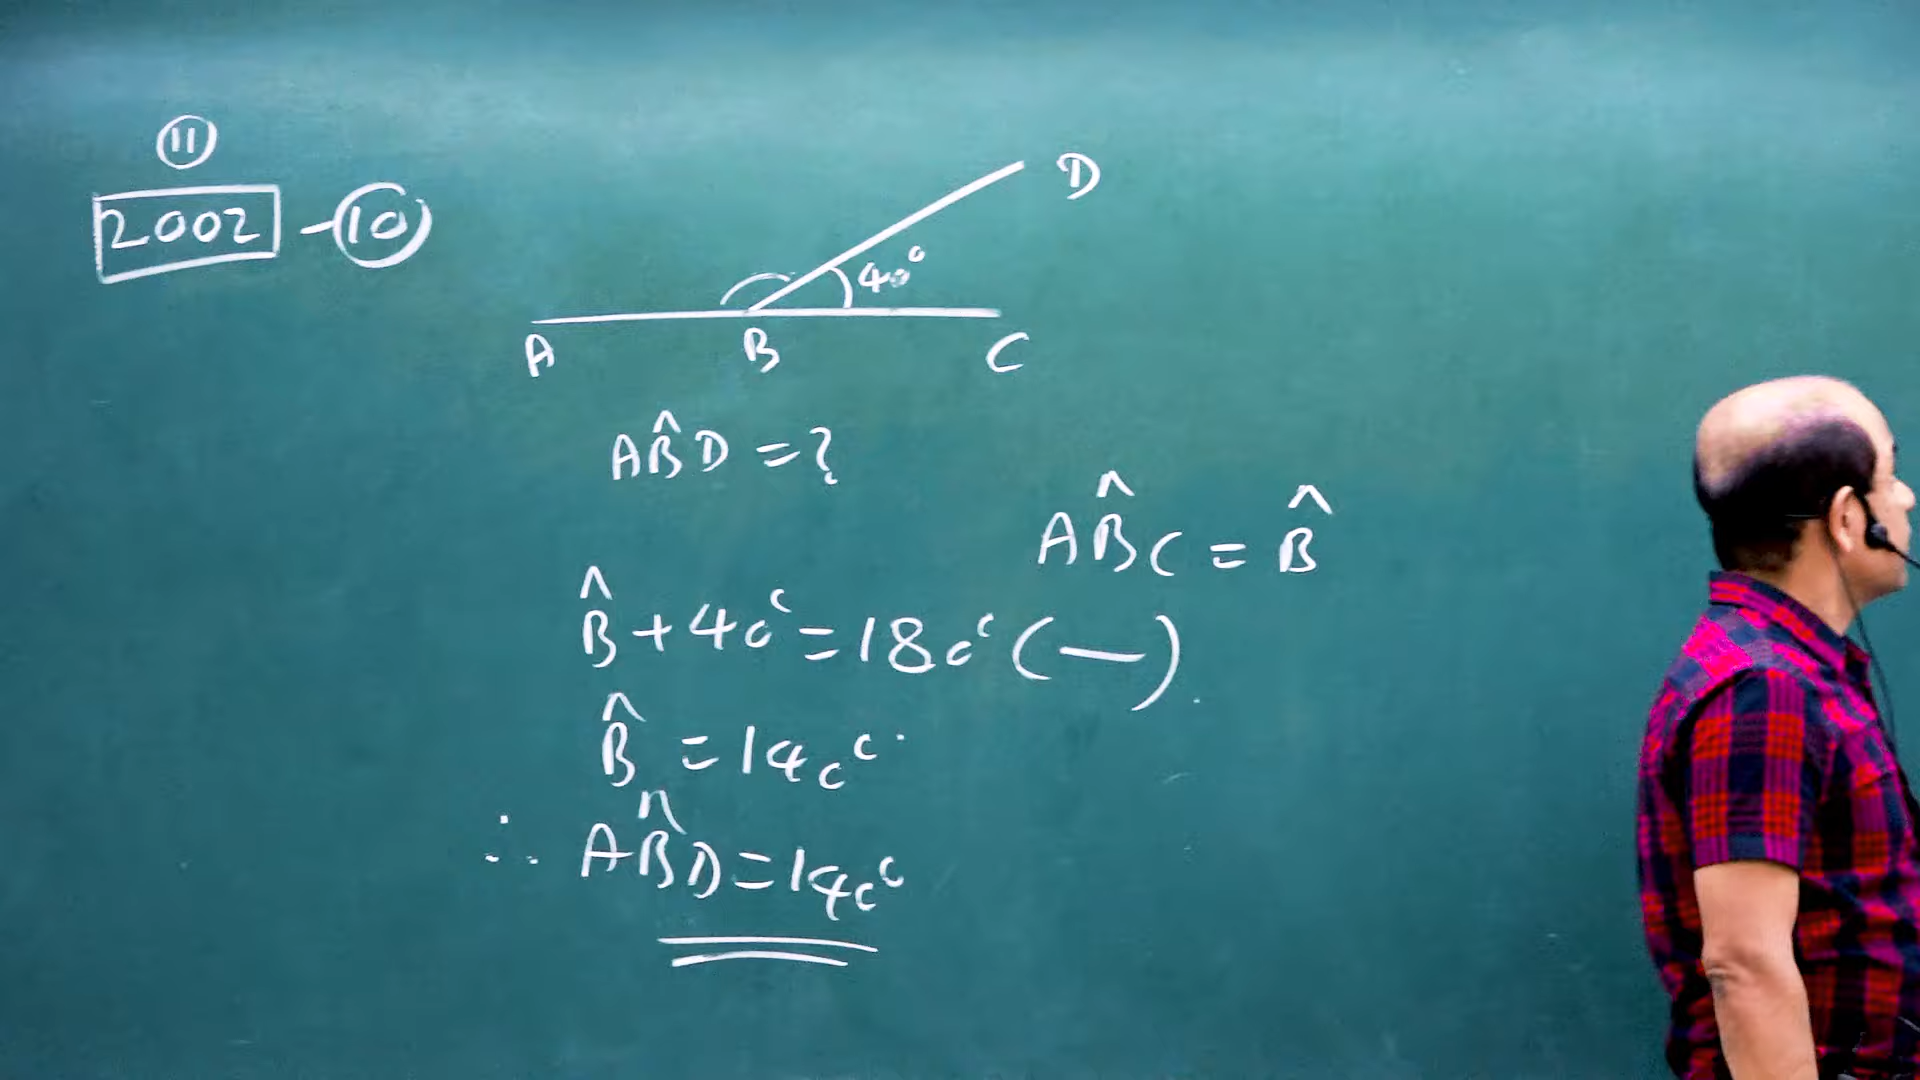 11
2002 - 10
D
40°
A B C
AB̂D = ?
AB̂C = B̂
B̂ + 40° = 180° (—)
B̂ = 140°
∴ AB̂D = 140°